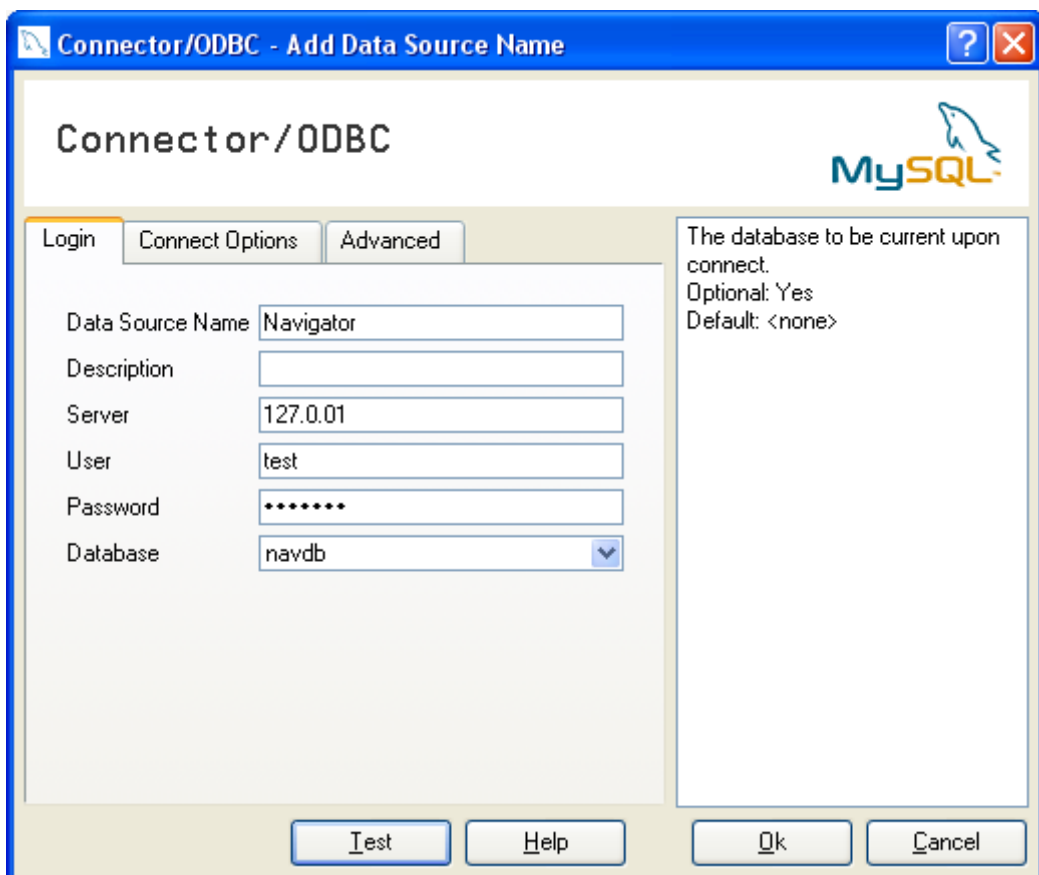 Connector/ODBC - Add Data Source Name
?
Connector/ODBC
MySQL
Login
Connect Options
Advanced
Data Source Name
Navigator
Description
Server
127.0.01
User
test
Password
•••••••
Database
navdb
The database to be current upon
connect.
Optional: Yes
Default: <none>
Test
Help
Ok
Cancel